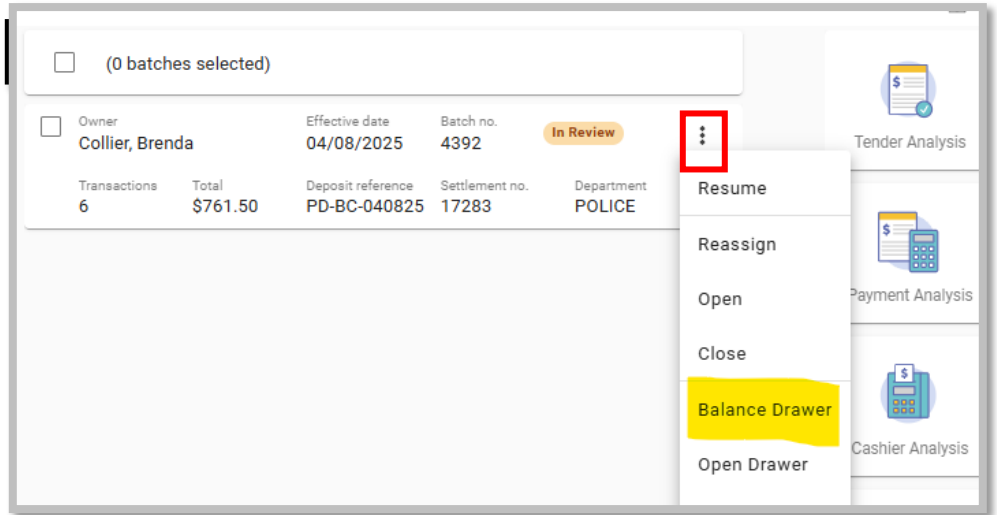 (0 batches selected)
Owner
Collier, Brenda
Effective date
04/08/2025
Batch no.
4392
In Review
Transactions
6
Total
$761.50
Deposit reference
PD-BC-040825
Settlement no.
17283
Department
POLICE
Resume
Reassign
Open
Close
Balance Drawer
Open Drawer
$
Tender Analysis
$
Payment Analysis
$
Cashier Analysis